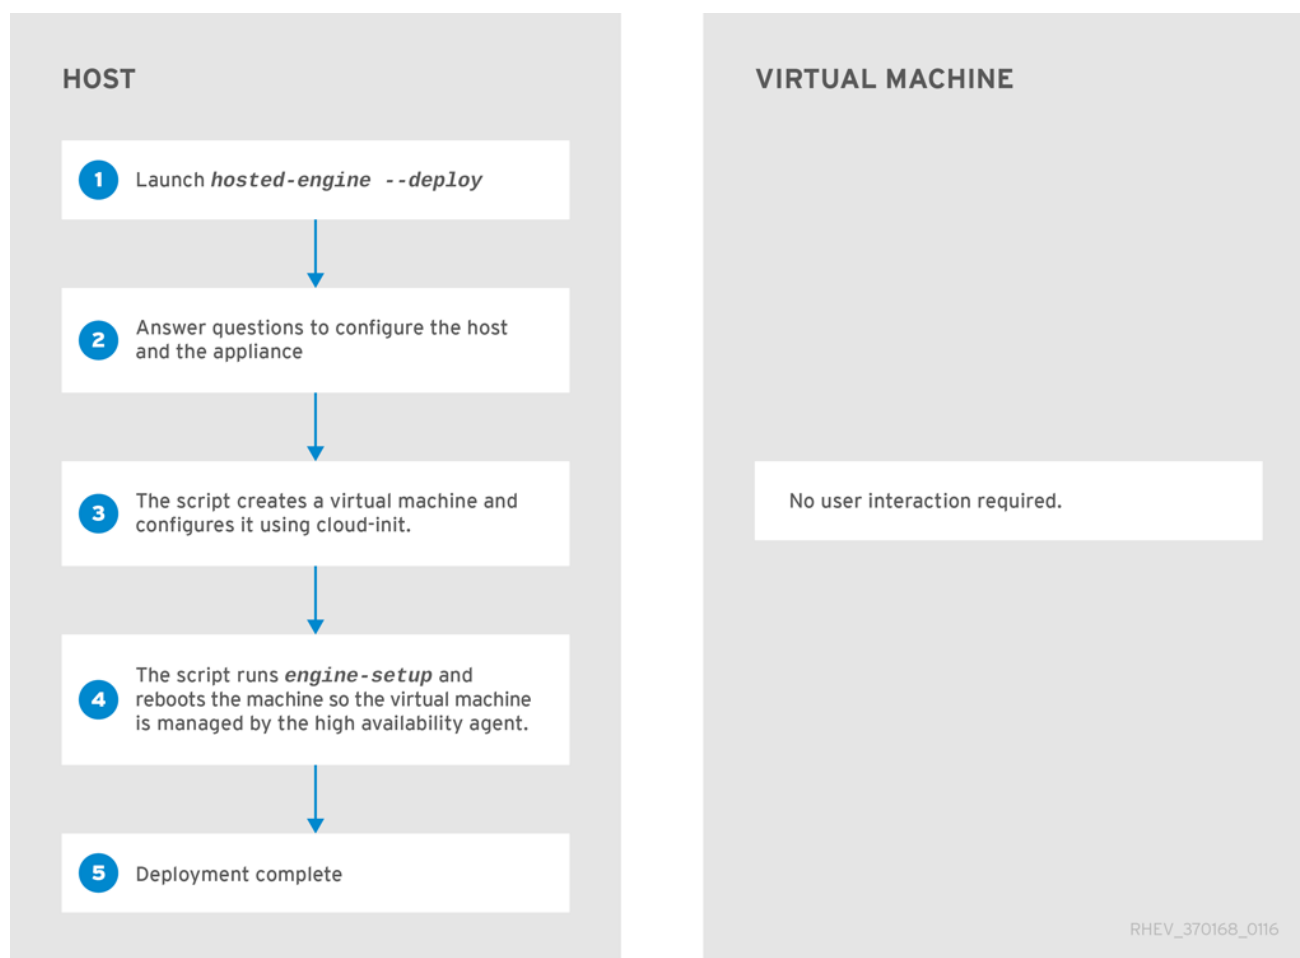 HOST
1
Launch hosted-engine --deploy
2
Answer questions to configure the host
and the appliance
3
The script creates a virtual machine and
configures it using cloud-init.
4
The script runs engine-setup and
reboots the machine so the virtual machine
is managed by the high availability agent.
5
Deployment complete
VIRTUAL MACHINE
No user interaction required.
RHEV_370168_0116